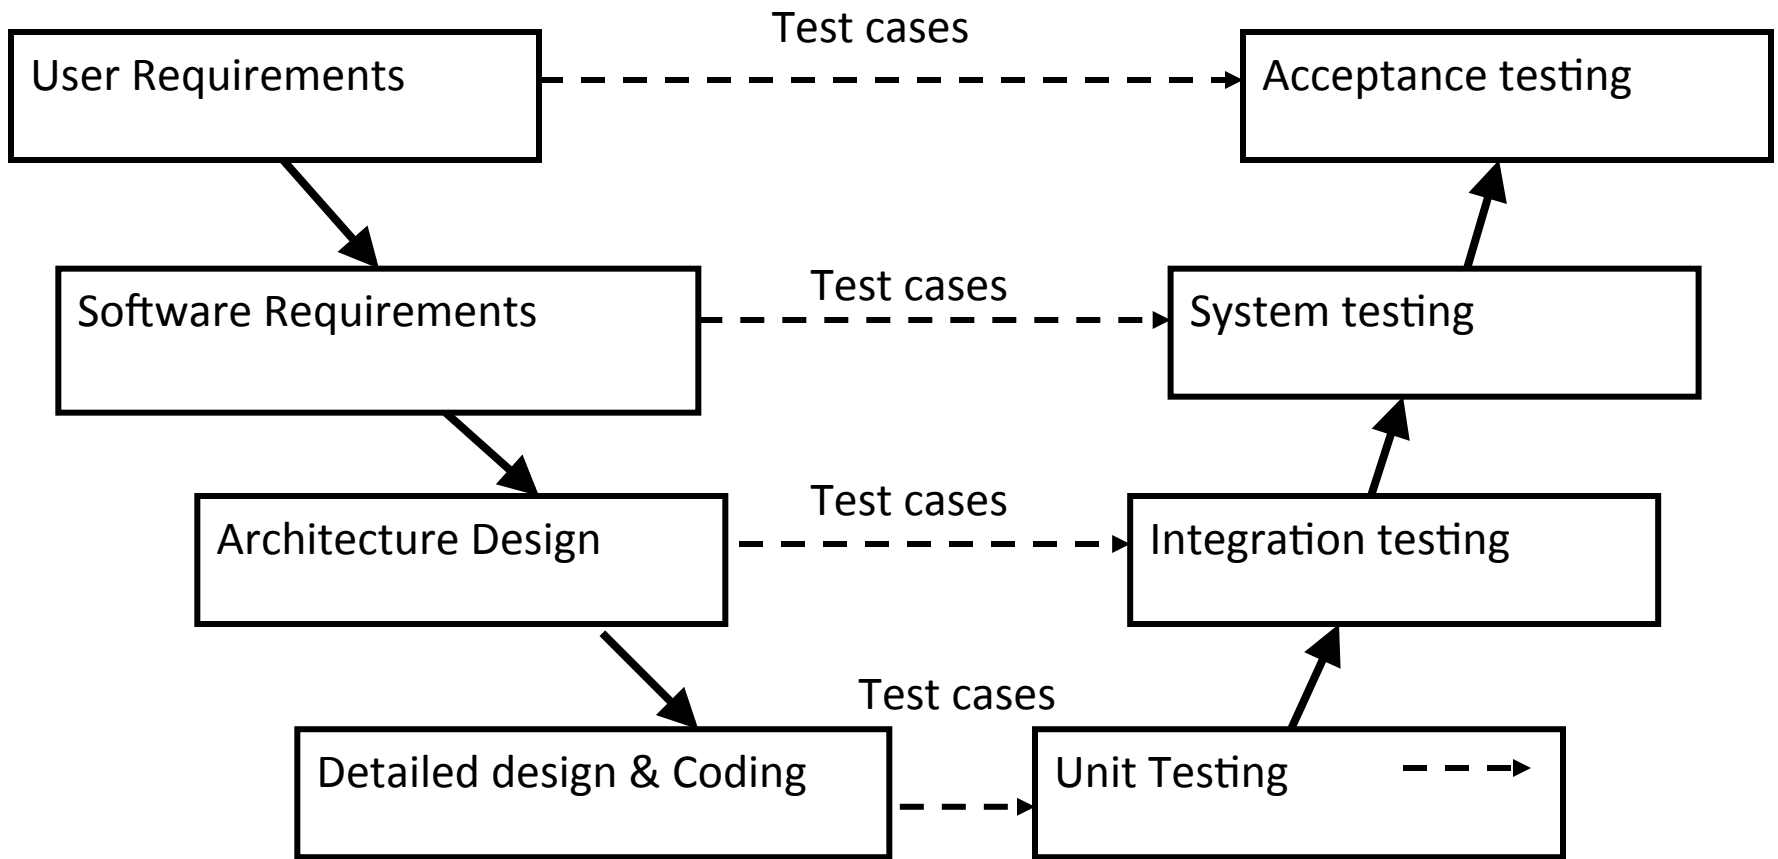 Test cases
User Requirements
Acceptance testing
Test cases
Software Requirements
System testing
Test cases
Architecture Design
Integration testing
Test cases
Detailed design & Coding
Unit Testing